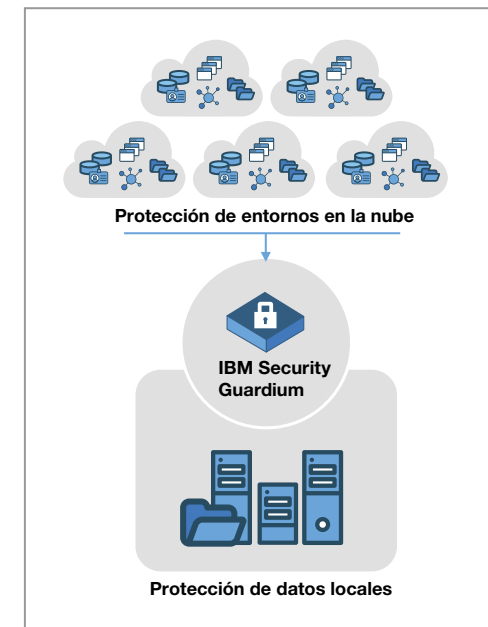 Protección de entornos en la nube
IBM Security
Guardium
Protección de datos locales